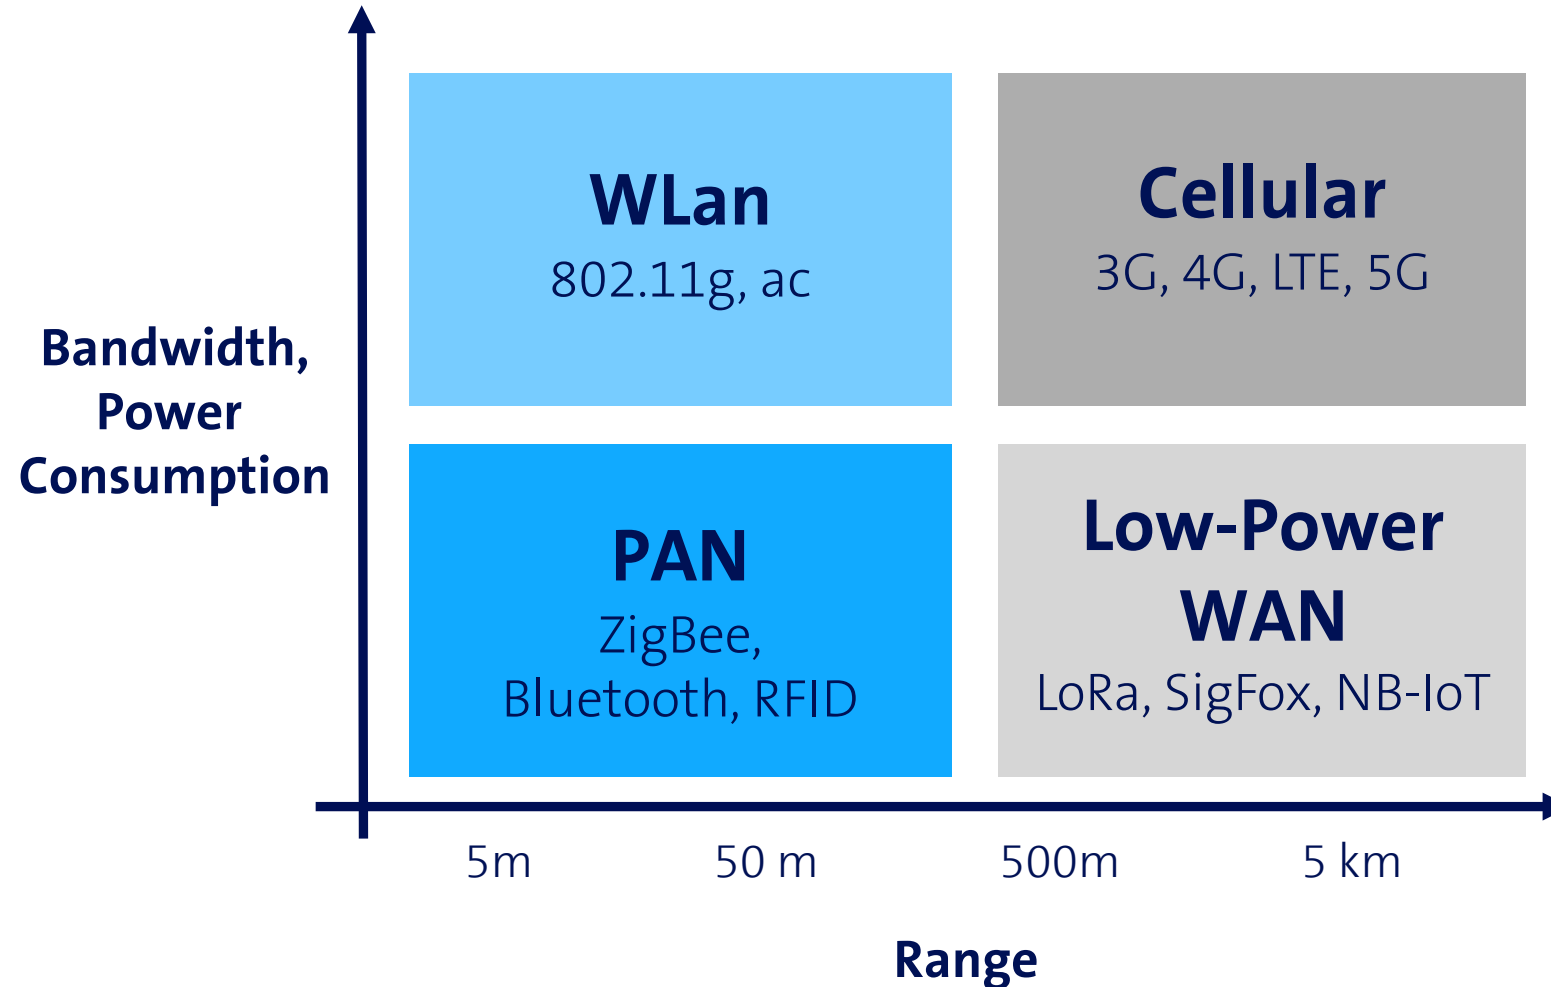 Bandwidth,
Power
Consumption
WLan
802.11g, ac
Cellular
3G, 4G, LTE, 5G
PAN
ZigBee,
Bluetooth, RFID
Low-Power
WAN
LoRa, SigFox, NB-IoT
5m
50 m
500m
5 km
Range